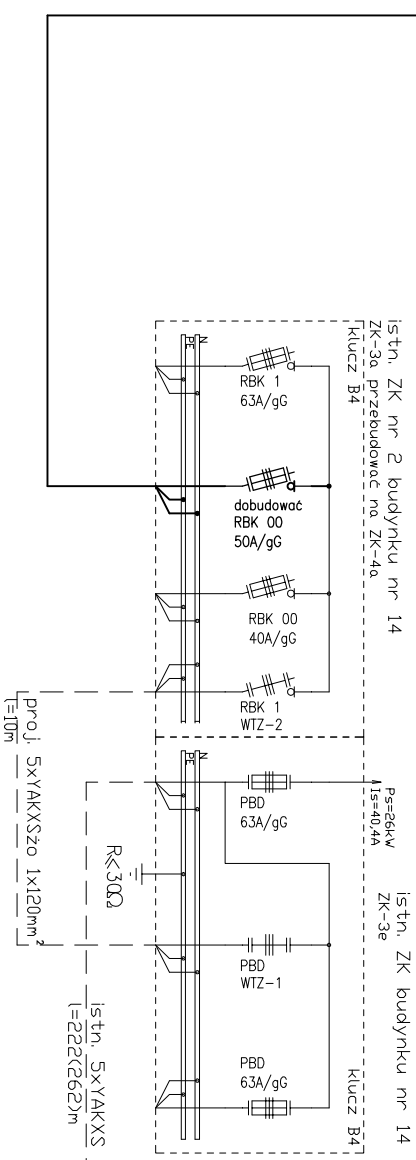 istn. ZK nr 2 budynku nr 14
ZK-3a przebudować na ZK-4a
klucz B4
RBK 1
63A/gG
dobudować
RBK 00
50A/gG
RBK 00
40A/gG
RBK 1
WTZ-2
N
PE
istn. ZK budynku nr 14
ZK-3e
klucz B4
Ps=26kW
Is=40,4A
PBD
63A/gG
PBD
WTZ-1
PBD
63A/gG
N
PE
R≤30Ω
proj. 5xYAKXSżo 1x120mm²
l=10m
istn. 5xYAKXS
l=222(262)m